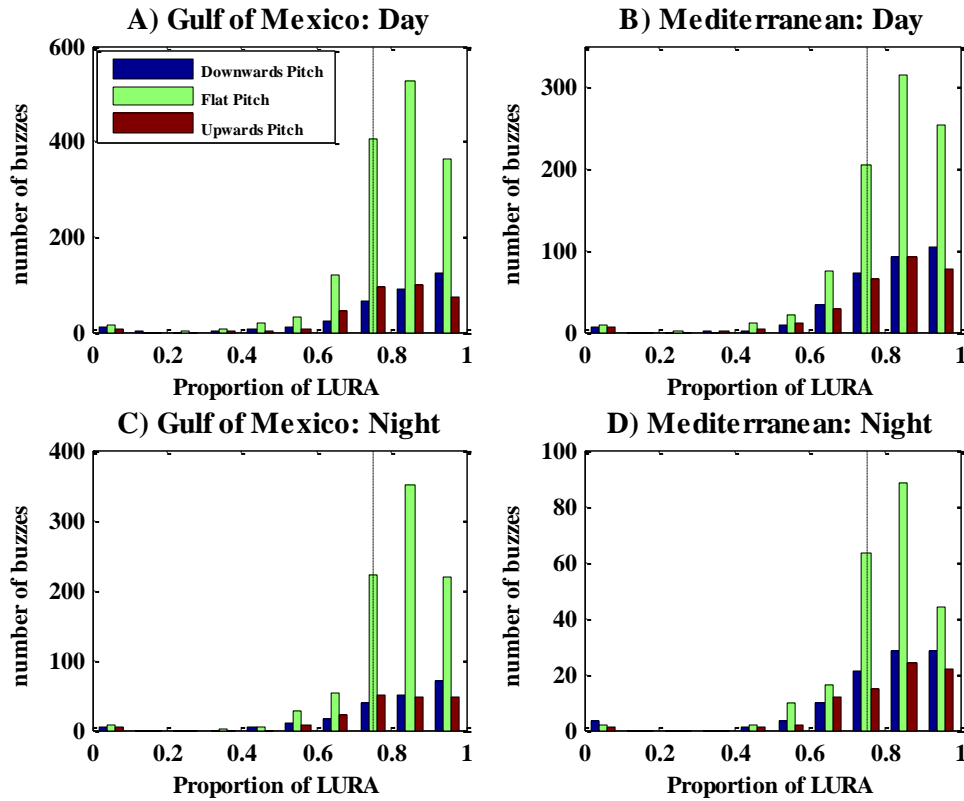 A) Gulf of Mexico: Day
600
400
200
0
number of buzzes
Downwards Pitch
Flat Pitch
Upwards Pitch
0 0.2 0.4 0.6 0.8 1
Proportion of LURA
B) Mediterranean: Day
300
200
100
0
number of buzzes
0 0.2 0.4 0.6 0.8 1
Proportion of LURA
C) Gulf of Mexico: Night
400
300
200
100
0
number of buzzes
0 0.2 0.4 0.6 0.8 1
Proportion of LURA
D) Mediterranean: Night
100
80
60
40
20
0
number of buzzes
0 0.2 0.4 0.6 0.8 1
Proportion of LURA